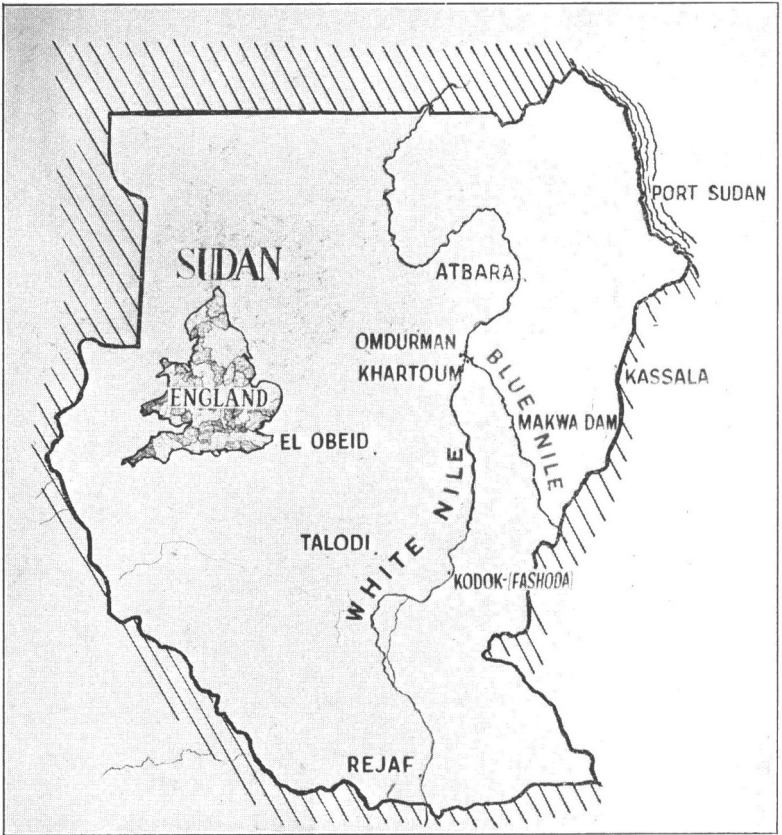 PORT SUDAN
SUDAN
ATBARA
OMDURMAN
KHARTOUM
BLUE NILE
ENGLAND
KASSALA
MAKWA DAM
EL OBEID
WHITE NILE
TALODI
KODOK-(FASHODA)
REJAF